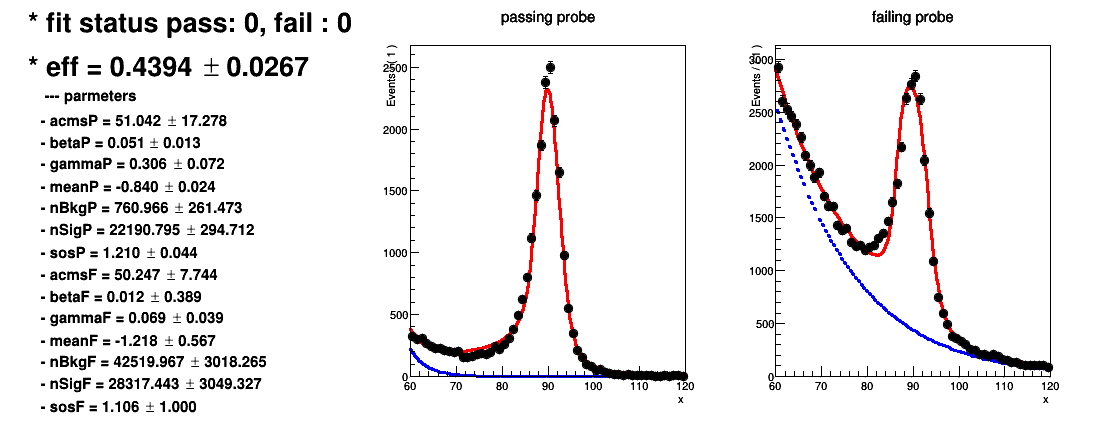 * fit status pass: 0, fail : 0
* eff = 0.4394 ± 0.0267
--- parmeters
- acmsP = 51.042 ± 17.278
- betaP = 0.051 ± 0.013
- gammaP = 0.306 ± 0.072
- meanP = -0.840 ± 0.024
- nBkgP = 760.966 ± 261.473
- nSigP = 22190.795 ± 294.712
- sosP = 1.210 ± 0.044
- acmsF = 50.247 ± 7.744
- betaF = 0.012 ± 0.389
- gammaF = 0.069 ± 0.039
- meanF = -1.218 ± 0.567
- nBkgF = 42519.967 ± 3018.265
- nSigF = 28317.443 ± 3049.327
- sosF = 1.106 ± 1.000
passing probe
Events / ( 1 )
2500
2000
1500
1000
500
0
60 70 80 90 100 110 120
x
failing probe
Events / ( 1 )
3000
2500
2000
1500
1000
500
0
60 70 80 90 100 110 120
x